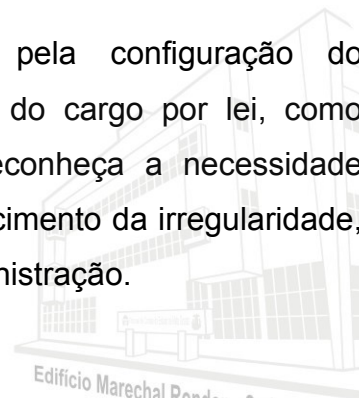 pela configuração do
do cargo por lei, como
econheça a necessidade
cimento da irregularidade,
nistração.
Edifício Marechal